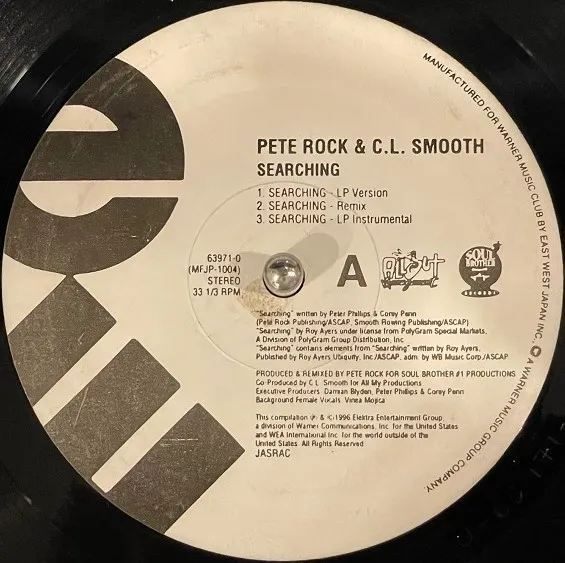 PETE ROCK & C.L. SMOOTH
SEARCHING
1. SEARCHING - LP Version
2. SEARCHING - Remix
3. SEARCHING - LP Instrumental
63971-0
(MFJP-1004)
STEREO
33 1/3 RPM
A
SOUL
BROTHER
RECORDS
"Searching" written by Peter Phillips & Corey Penn
(Pete Rock Publishing/ASCAP, Smooth Flowing Publishing/ASCAP)
"Searching" by Roy Ayers under license from PolyGram Special Markets,
A Division of PolyGram Group Distribution, Inc.
"Searching" contains elements from "Searching" written by Roy Ayers,
Published by Roy Ayers Ubiquity, Inc./ASCAP, adm. by WB Music Corp./ASCAP
PRODUCED & REMIXED BY PETE ROCK FOR SOUL BROTHER #1 PRODUCTIONS
Co-Produced by C.L. Smooth for All My Productions
Executive Producers: Damian Blyden, Peter Phillips & Corey Penn
Background Female Vocals: Vinia Mojica
This compilation ℗ & © 1996 Elektra Entertainment Group,
a division of Warner Communications, Inc. for the United States
and WEA International Inc. for the world outside of the
United States. All Rights Reserved.
JASRAC
MANUFACTURED FOR WARNER MUSIC CLUB BY EAST WEST JAPAN INC. A WARNER MUSIC GROUP COMPANY.